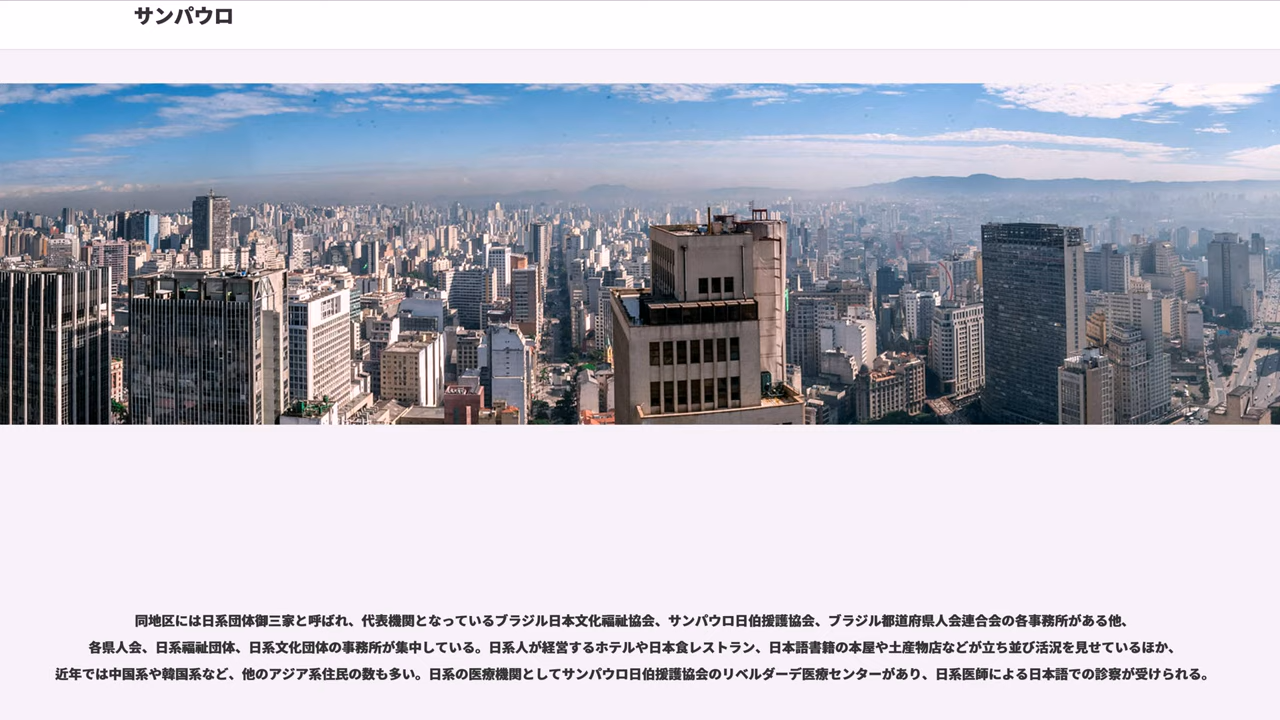 サンパウロ
同地区には日系団体御三家と呼ばれ、代表機関となっているブラジル日本文化福祉協会、サンパウロ日伯援護協会、ブラジル都道府県人会連合会の各事務所がある他、
各県人会、日系福祉団体、日系文化団体の事務所が集中している。日系人が経営するホテルや日本食レストラン、日本語書籍の本屋や土産物店などが立ち並び活況を見せているほか、
近年では中国系や韓国系など、他のアジア系住民の数も多い。日系の医療機関としてサンパウロ日伯援護協会のリベルダーデ医療センターがあり、日系医師による日本語での診察が受けられる。